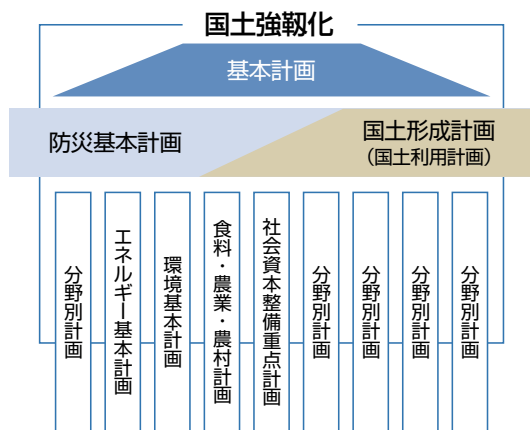 国土強靱化
基本計画
防災基本計画
国土形成計画
（国土利用計画）
分野別計画
エネルギー基本計画
環境基本計画
食料・農業・農村計画
社会資本整備重点計画
分野別計画
分野別計画
分野別計画
分野別計画